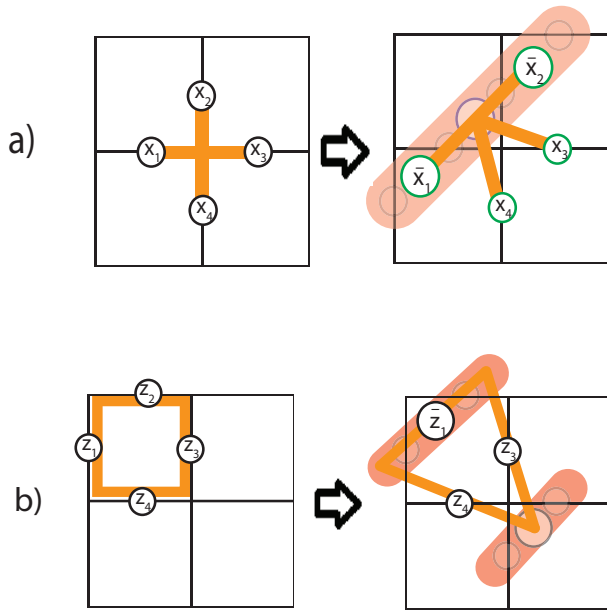 a)
x₂
x₁ x₃
x₄
x̄₂
x₃
x̄₁
x₄
b)
z₂
z₁ z₃
z₄
z̄₁
z₃
z₄